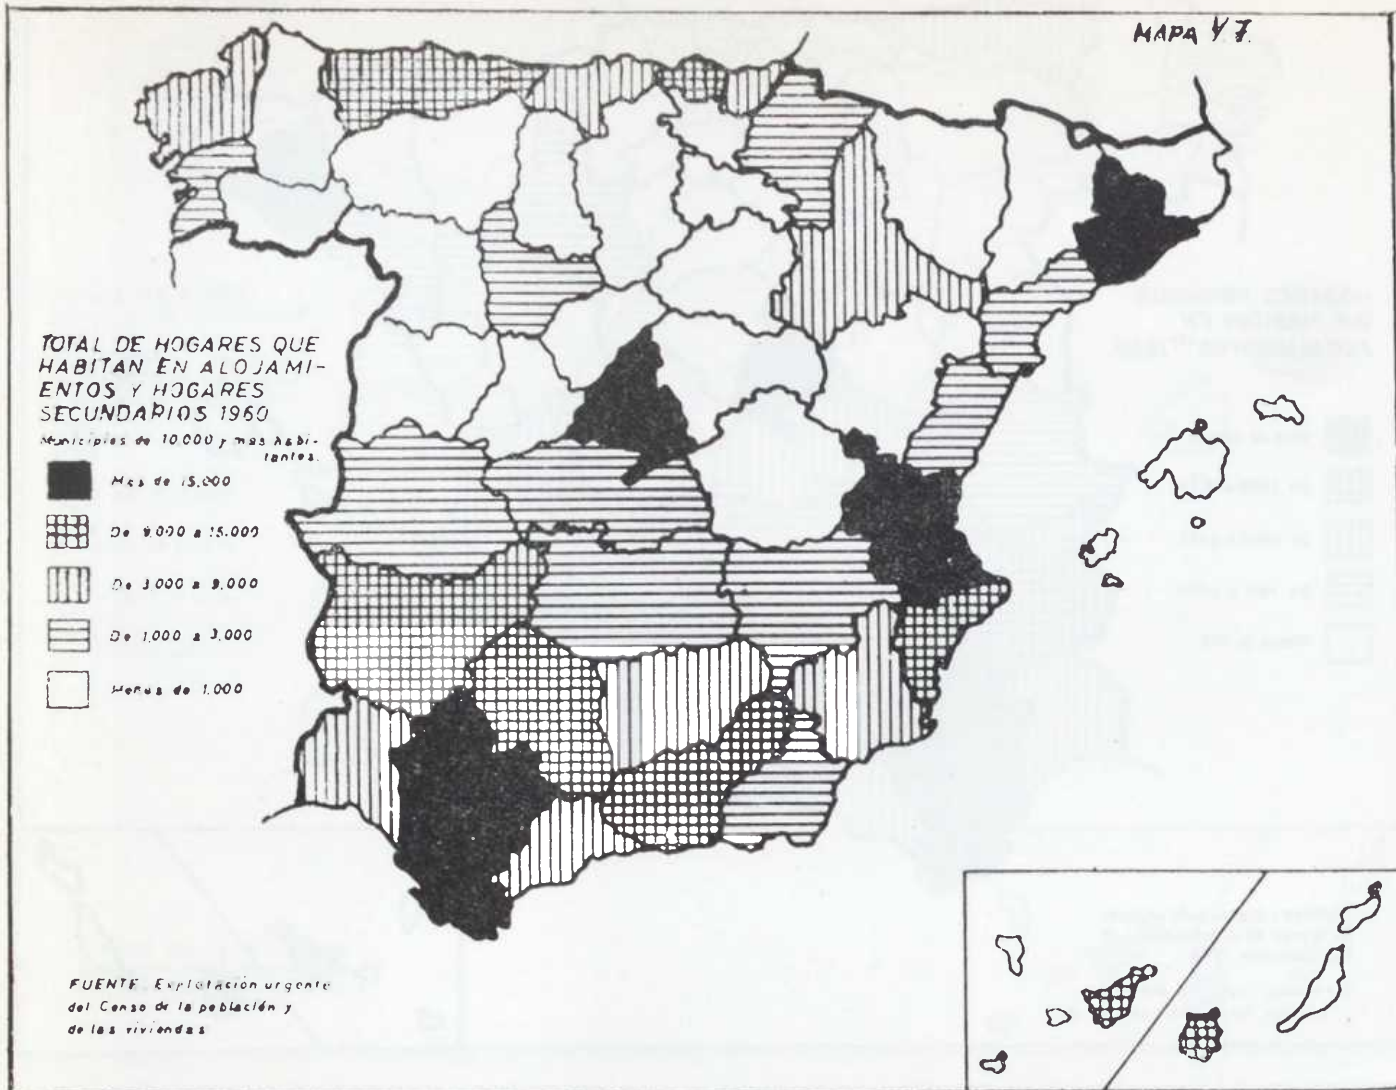 MAPA V.7.
TOTAL DE HOGARES QUE
HABITAN EN ALOJAMI-
ENTOS Y HOGARES
SECUNDARIOS 1960
Municipios de 10.000 y mas habi-
tantes.
Mas de 15,000
De 9,000 a 15,000
De 3,000 a 9,000
De 1,000 a 3,000
Menos de 1,000
FUENTE Explotación urgente
del Censo de la población y
de las viviendas